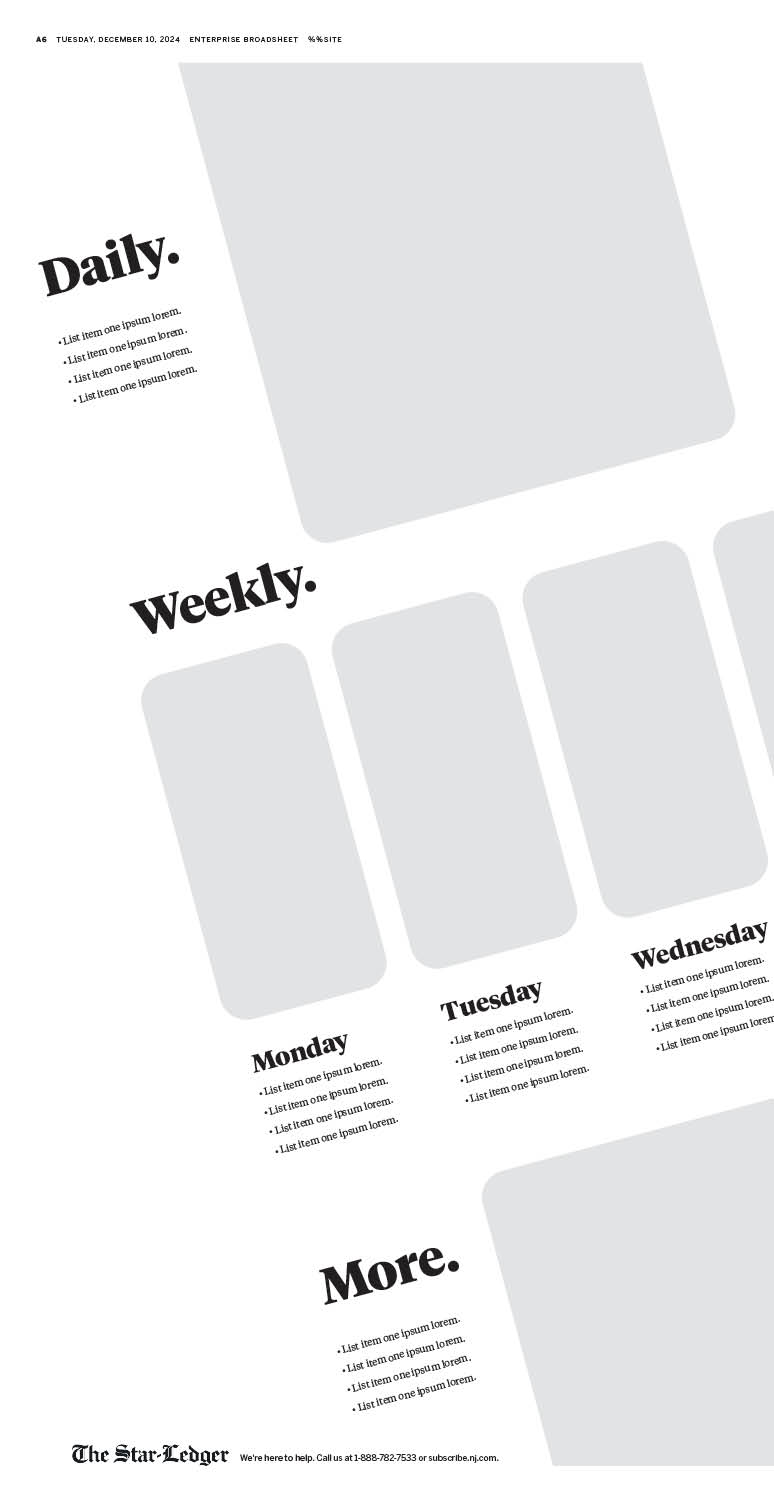 A6 TUESDAY, DECEMBER 10, 2024 ENTERPRISE BROADSHEET %%SITE
Daily.
• List item one ipsum lorem.
• List item one ipsum lorem.
• List item one ipsum lorem.
• List item one ipsum lorem.
Weekly.
Monday
• List item one ipsum lorem.
• List item one ipsum lorem.
• List item one ipsum lorem.
• List item one ipsum lorem.
Tuesday
• List item one ipsum lorem.
• List item one ipsum lorem.
• List item one ipsum lorem.
• List item one ipsum lorem.
Wednesday
• List item one ipsum lorem.
• List item one ipsum lorem.
• List item one ipsum lorem.
• List item one ipsum lorem
More.
• List item one ipsum lorem.
• List item one ipsum lorem.
• List item one ipsum lorem.
• List item one ipsum lorem.
The Star-Ledger We're here to help. Call us at 1-888-782-7533 or subscribe.nj.com.